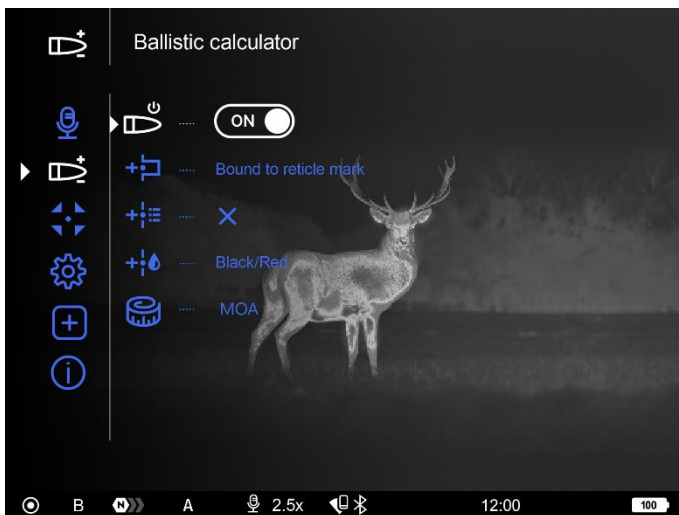 Ballistic calculator
ON
Bound to reticle mark
Black/Red
MOA
B N A 2.5x 12:00 100